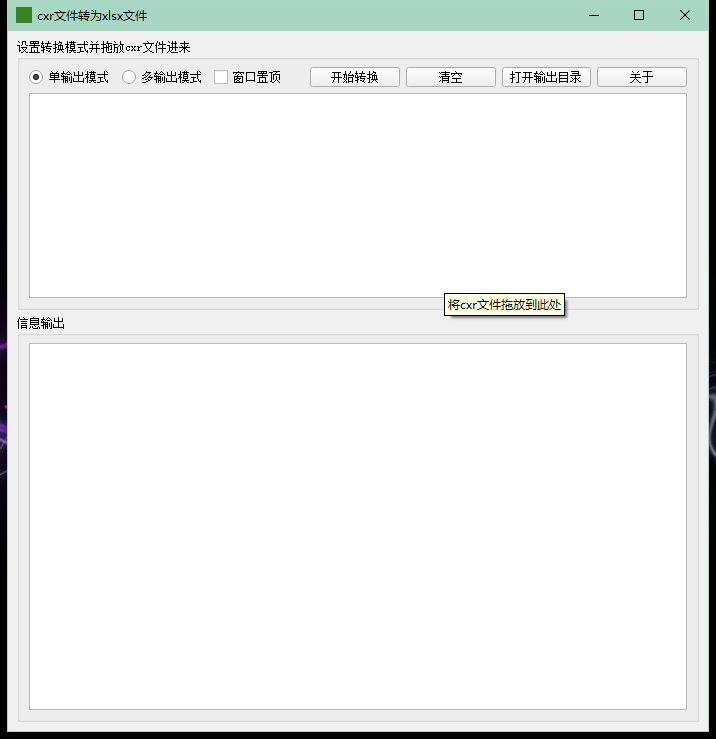 cxr文件转为xlsx文件
设置转换模式并拖放cxr文件进来
单输出模式 多输出模式 窗口置顶 开始转换 清空 打开输出目录 关于
将cxr文件拖放到此处
信息输出